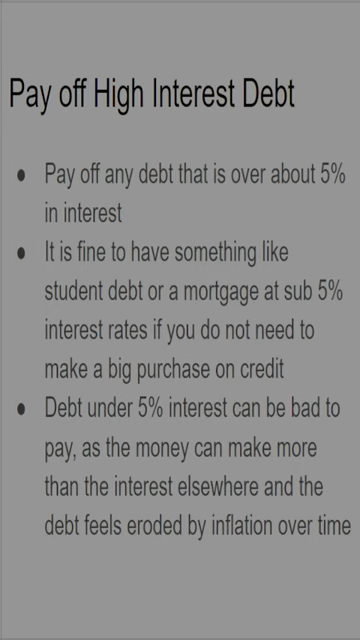 Pay off High Interest Debt
● Pay off any debt that is over about 5%
in interest
● It is fine to have something like
student debt or a mortgage at sub 5%
interest rates if you do not need to
make a big purchase on credit
● Debt under 5% interest can be bad to
pay, as the money can make more
than the interest elsewhere and the
debt feels eroded by inflation over time